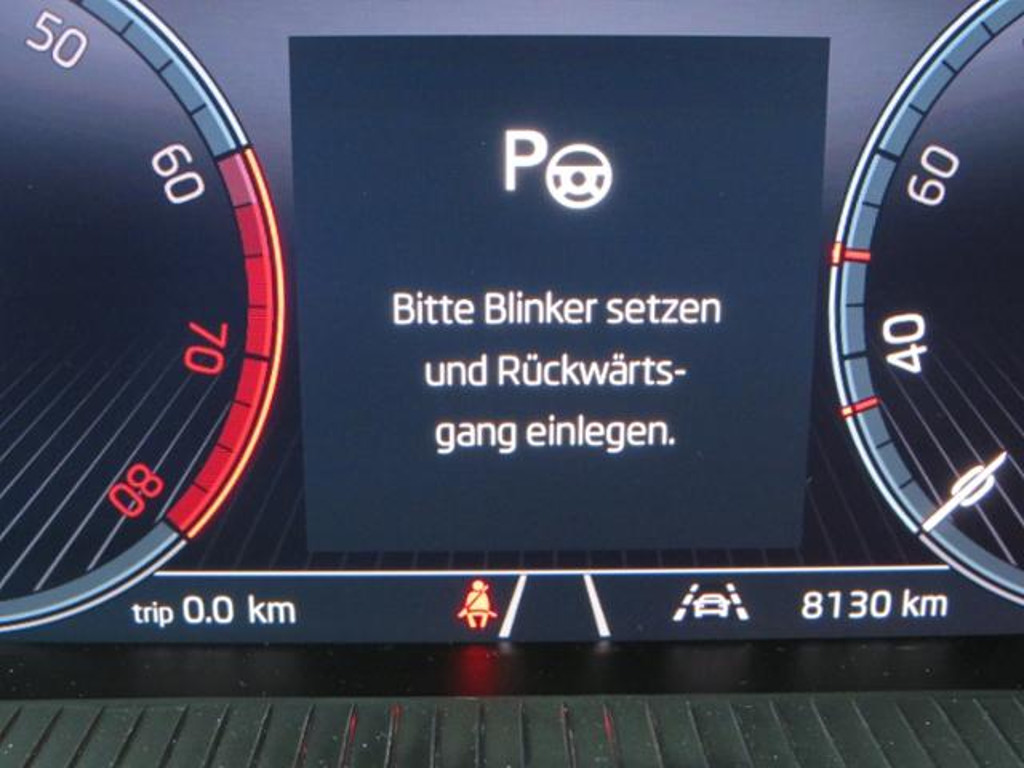 50
60
70
80
P
Bitte Blinker setzen
und Rückwärts-
gang einlegen.
60
40
0
trip 0.0 km
8130 km